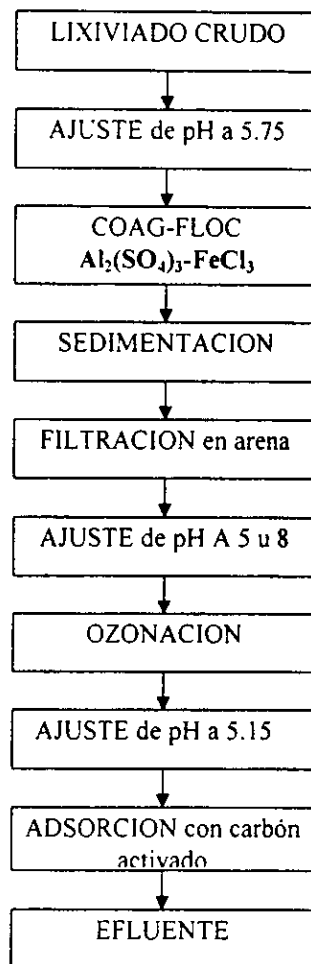 LIXIVIADO CRUDO
AJUSTE de pH a 5.75
COAG-FLOC
Al₂(SO₄)₃-FeCl₃
SEDIMENTACION
FILTRACION en arena
AJUSTE de pH A 5 u 8
OZONACION
AJUSTE de pH a 5.15
ADSORCION con carbón
activado
EFLUENTE